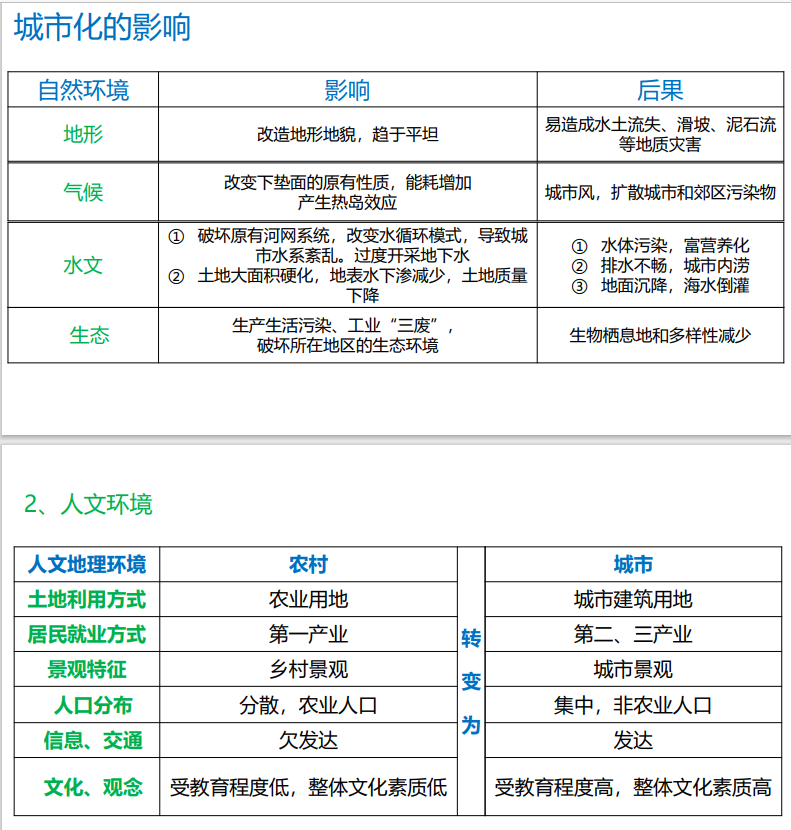 城市化的影响
自然环境 影响 后果
地形 改造地形地貌，趋于平坦 易造成水土流失、滑坡、泥石流
等地质灾害
气候 改变下垫面的原有性质，能耗增加
产生热岛效应 城市风，扩散城市和郊区污染物
水文 ① 破坏原有河网系统，改变水循环模式，导致城
市水系紊乱。过度开采地下水
② 土地大面积硬化，地表水下渗减少，土地质量
下降
① 水体污染，富营养化
② 排水不畅，城市内涝
③ 地面沉降，海水倒灌
生态 生产生活污染、工业“三废”，
破坏所在地区的生态环境 生物栖息地和多样性减少
2、人文环境
人文地理环境 农村 转变为 城市
土地利用方式 农业用地 城市建筑用地
居民就业方式 第一产业 第二、三产业
景观特征 乡村景观 城市景观
人口分布 分散，农业人口 集中，非农业人口
信息、交通 欠发达 发达
文化、观念 受教育程度低，整体文化素质低 受教育程度高，整体文化素质高